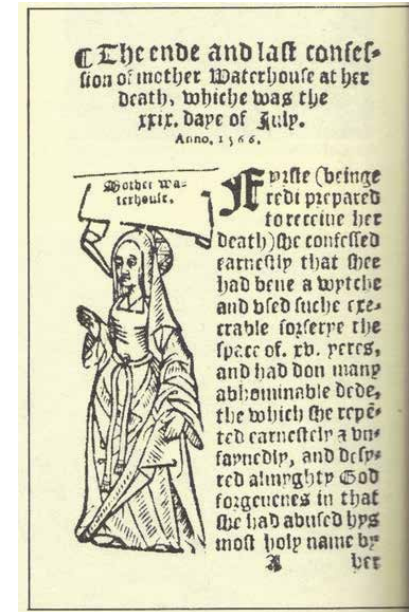 ¶ The ende and last confes-
sion of mother Waterhouse at her
death, whiche was the
xxix. daye of July.
Anno. 1566.
Mother Wa-
terhouse.
Fyrste (beinge
redi prepared
to receiue her
death) she confessed
earnestly that shee
had bene a wytche
and vsed suche exe-
crable sorserye the
space of. xv. yeres,
and had don many
abhominable dede,
the which she repē-
ted earnestely & vn-
faynedly, and desy-
red almyghty God
forgeuenes in that
she had abused hys
most holy name by
A her